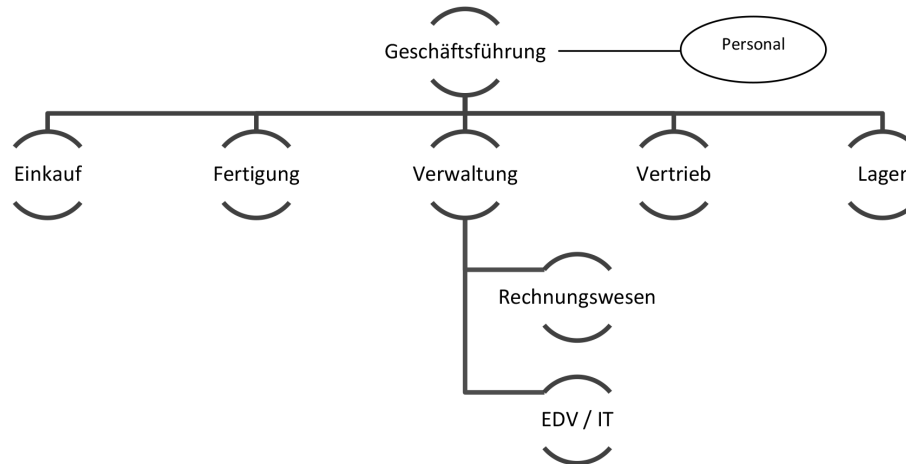 Geschäftsführung
Personal
Einkauf
Fertigung
Verwaltung
Vertrieb
Lager
Rechnungswesen
EDV / IT